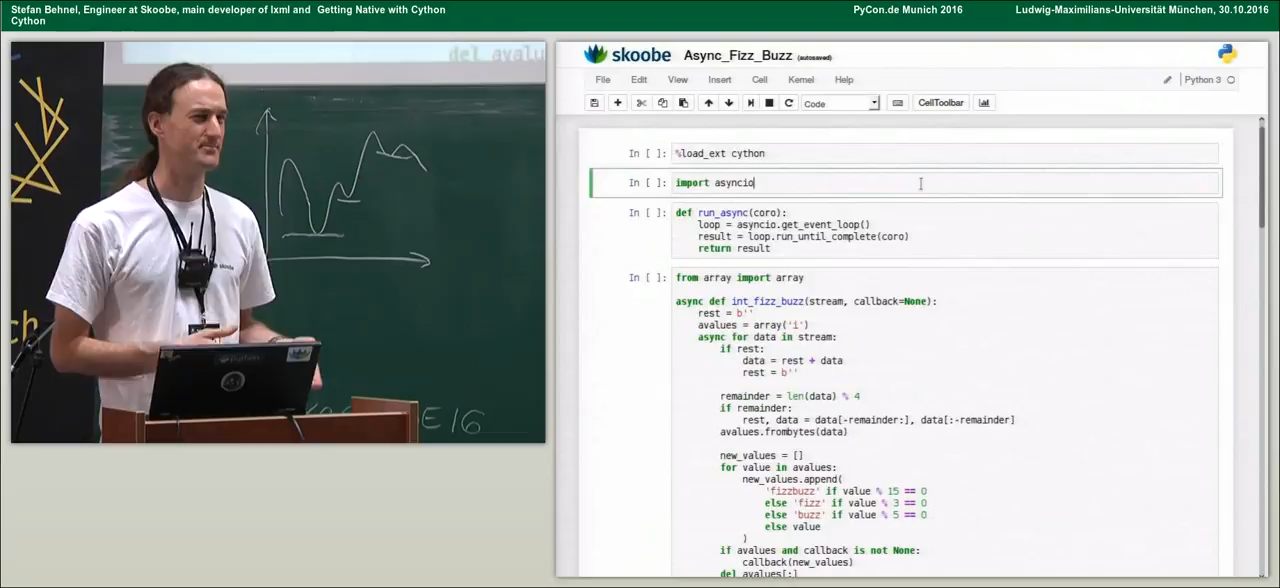 Stefan Behnel, Engineer at Skoobe, main developer of lxml and
Cython
Getting Native with Cython
PyCon.de Munich 2016
Ludwig-Maximilians-Universität München, 30.10.2016
del avalu
skoobe
E16
skoobe Async_Fizz_Buzz (autosaved)
File Edit View Insert Cell Kernel Help
Python 3
Code CellToolbar
In [ ]: %load_ext cython
In [ ]: import asyncio
In [ ]: def run_async(coro):
loop = asyncio.get_event_loop()
result = loop.run_until_complete(coro)
return result
In [ ]: from array import array
async def int_fizz_buzz(stream, callback=None):
rest = b''
avalues = array('i')
async for data in stream:
if rest:
data = rest + data
rest = b''
remainder = len(data) % 4
if remainder:
rest, data = data[-remainder:], data[:-remainder]
avalues.frombytes(data)
new_values = []
for value in avalues:
new_values.append(
'fizzbuzz' if value % 15 == 0
else 'fizz' if value % 3 == 0
else 'buzz' if value % 5 == 0
else value
)
if avalues and callback is not None:
callback(new_values)
del avalues[:]